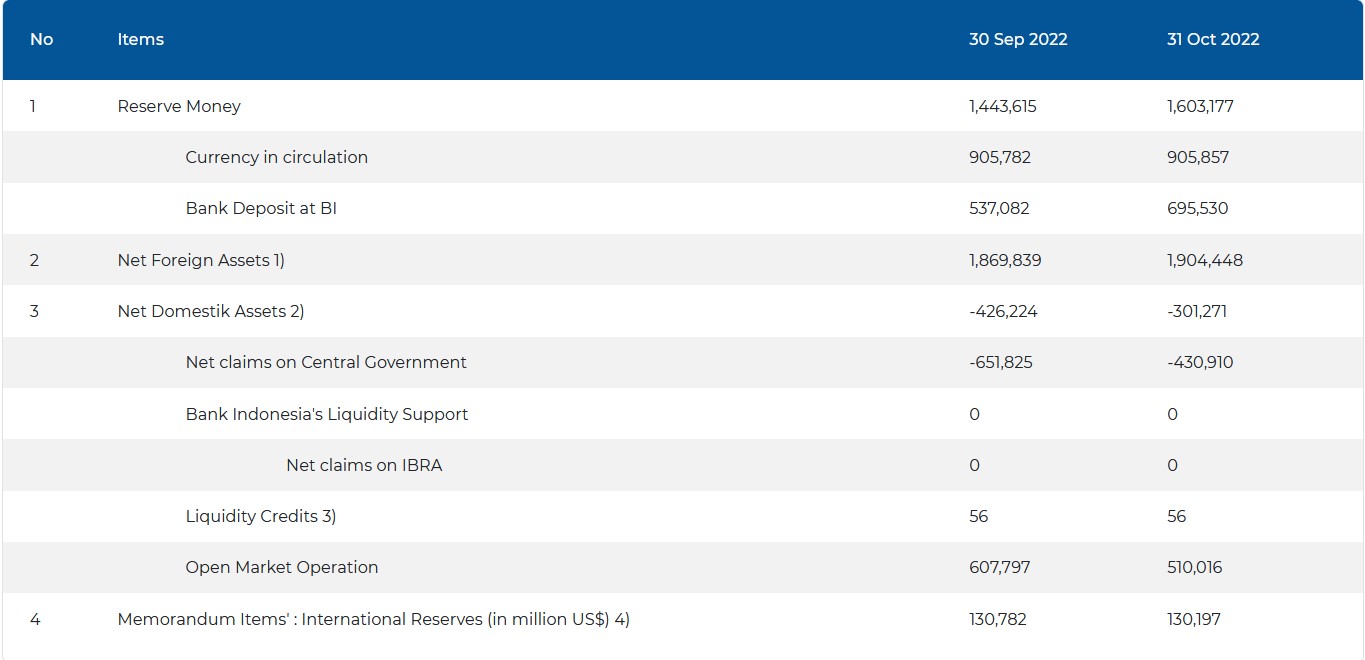 No Items 30 Sep 2022 31 Oct 2022
1 Reserve Money 1,443,615 1,603,177
Currency in circulation 905,782 905,857
Bank Deposit at BI 537,082 695,530
2 Net Foreign Assets 1) 1,869,839 1,904,448
3 Net Domestik Assets 2) -426,224 -301,271
Net claims on Central Government -651,825 -430,910
Bank Indonesia's Liquidity Support 0 0
Net claims on IBRA 0 0
Liquidity Credits 3) 56 56
Open Market Operation 607,797 510,016
4 Memorandum Items' : International Reserves (in million US$) 4) 130,782 130,197